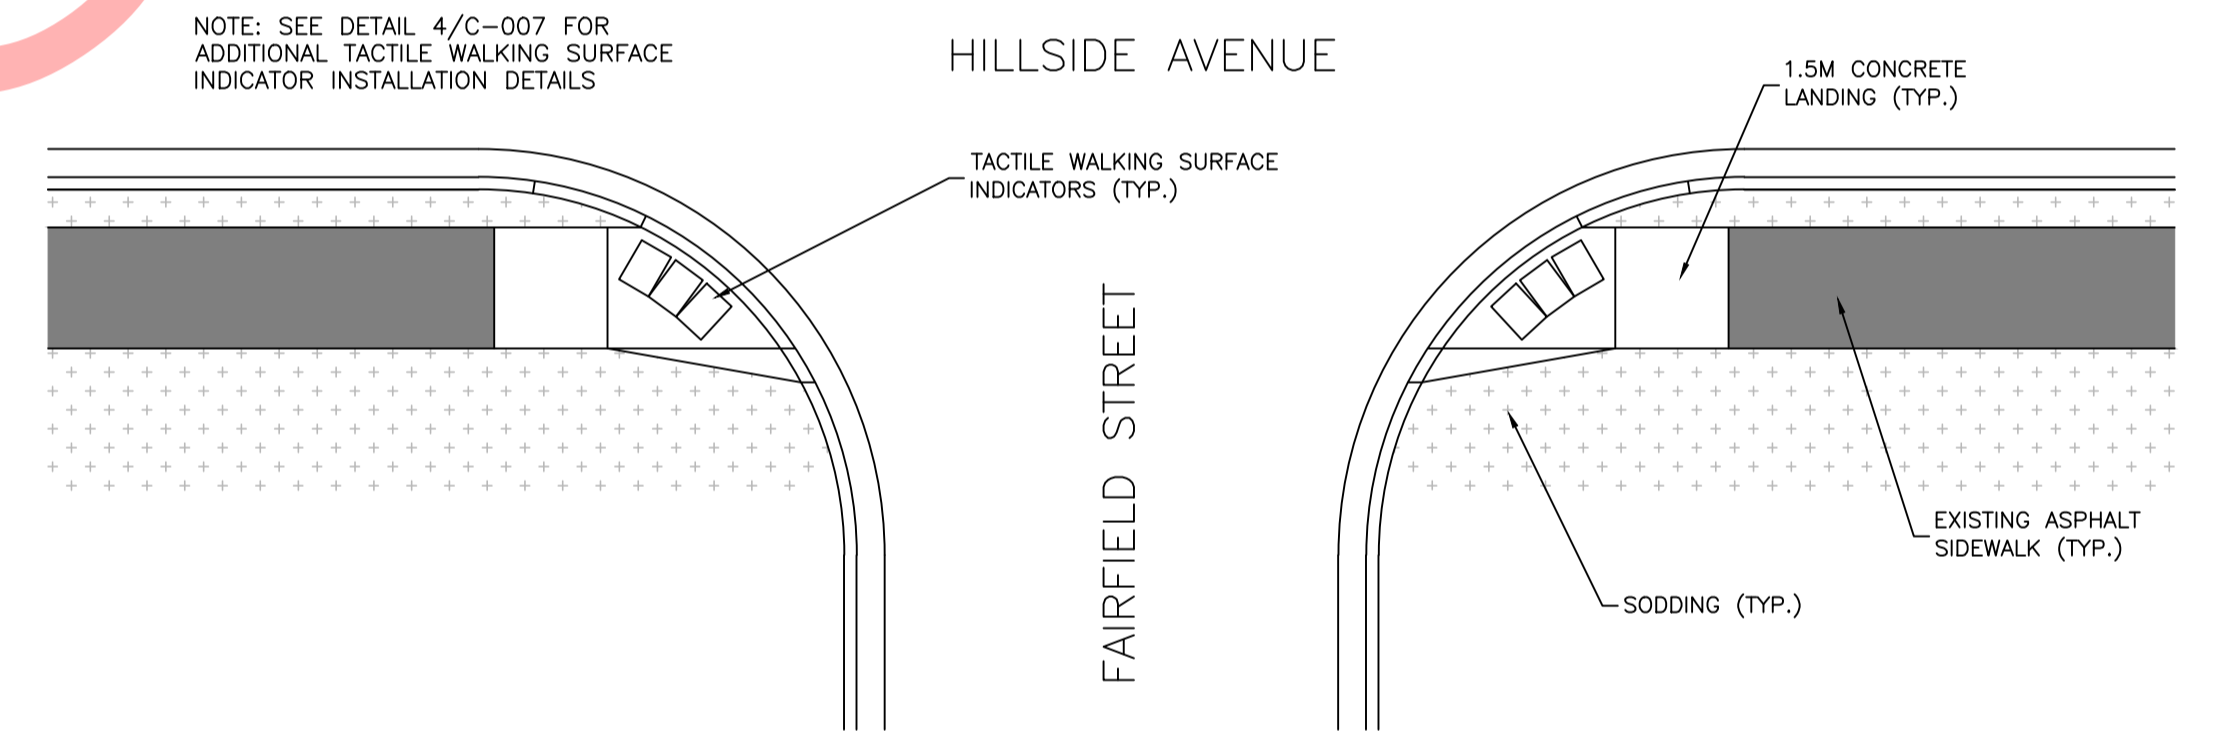 NOTE: SEE DETAIL 4/C-007 FOR
ADDITIONAL TACTILE WALKING SURFACE
INDICATOR INSTALLATION DETAILS
HILLSIDE AVENUE
1.5M CONCRETE
LANDING (TYP.)
TACTILE WALKING SURFACE
INDICATORS (TYP.)
FAIRFIELD STREET
EXISTING ASPHALT
SIDEWALK (TYP.)
SODDING (TYP.)